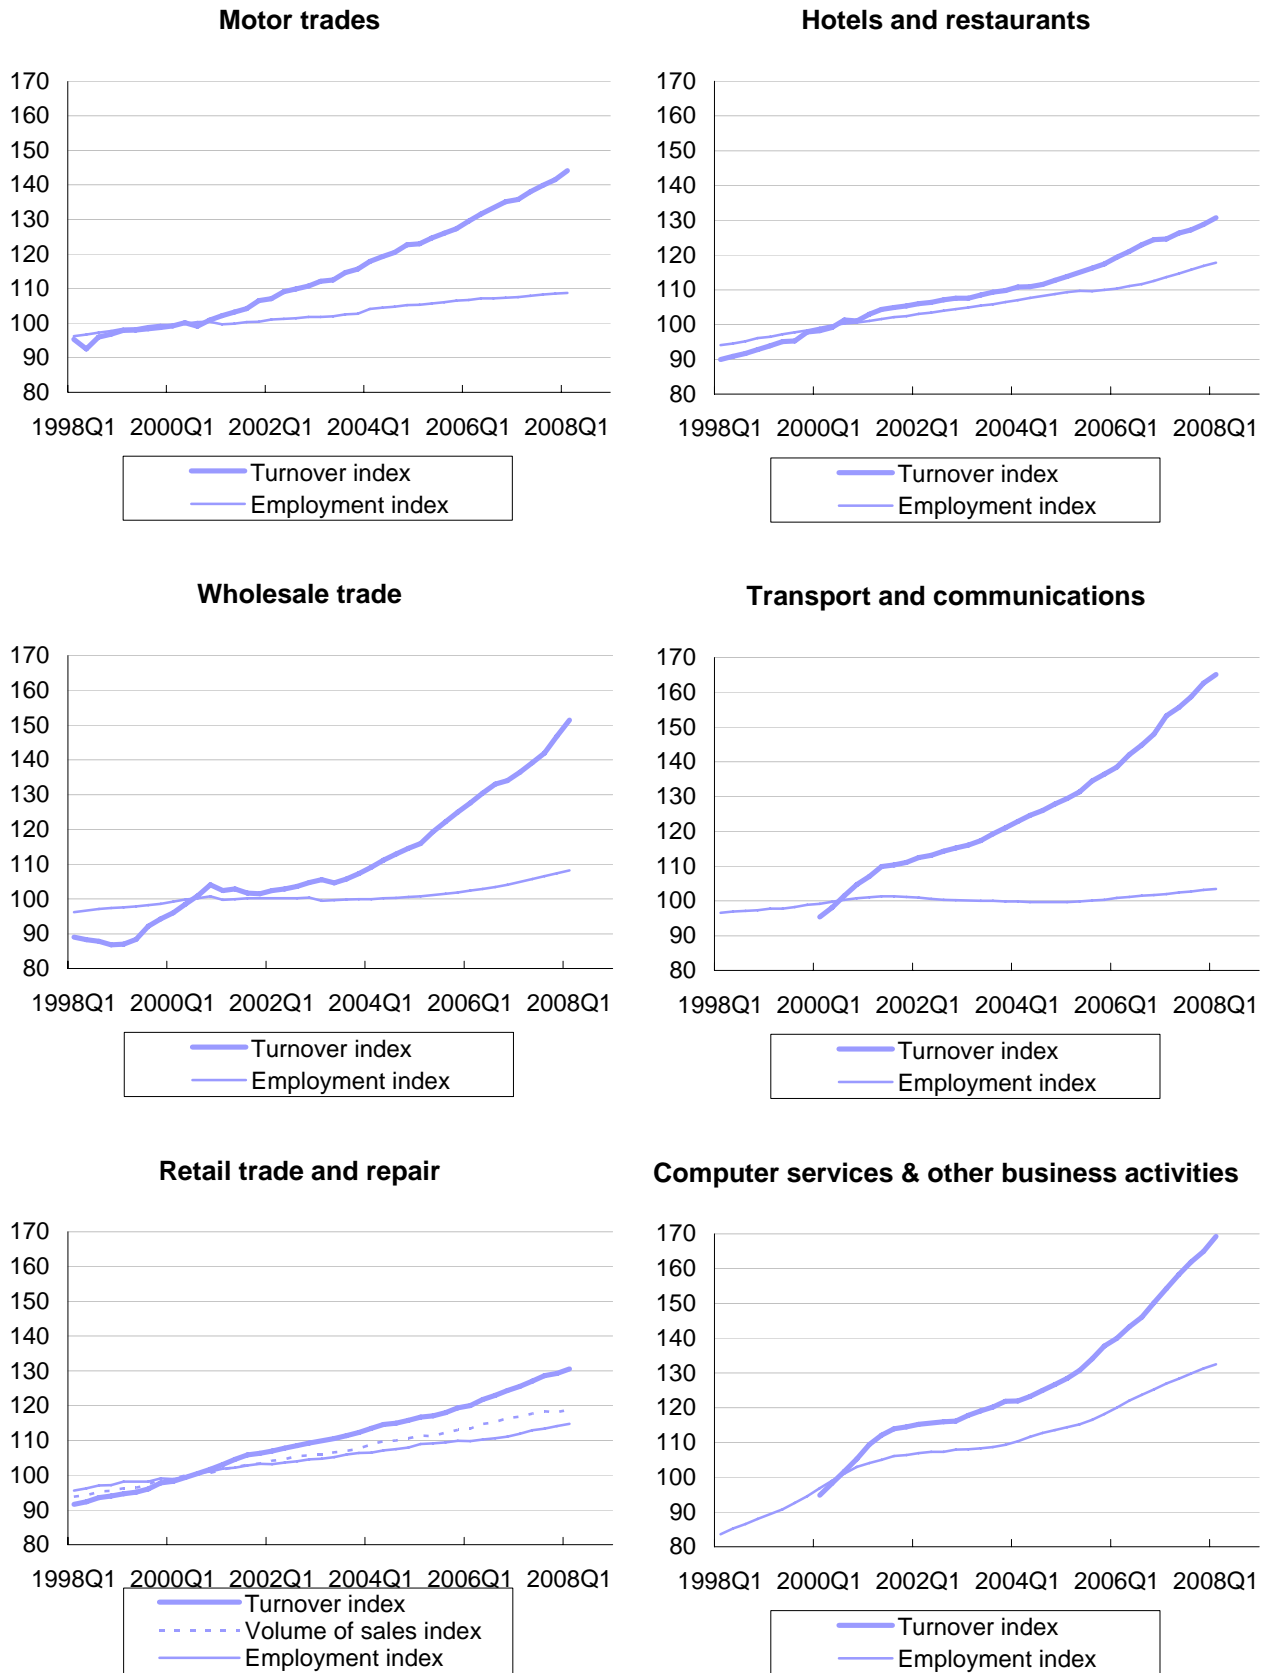 Motor trades
170
160
150
140
130
120
110
100
90
80
1998Q1 2000Q1 2002Q1 2004Q1 2006Q1 2008Q1
Turnover index
Employment index
Hotels and restaurants
170
160
150
140
130
120
110
100
90
80
1998Q1 2000Q1 2002Q1 2004Q1 2006Q1 2008Q1
Turnover index
Employment index
Wholesale trade
170
160
150
140
130
120
110
100
90
80
1998Q1 2000Q1 2002Q1 2004Q1 2006Q1 2008Q1
Turnover index
Employment index
Transport and communications
170
160
150
140
130
120
110
100
90
80
1998Q1 2000Q1 2002Q1 2004Q1 2006Q1 2008Q1
Turnover index
Employment index
Retail trade and repair
170
160
150
140
130
120
110
100
90
80
1998Q1 2000Q1 2002Q1 2004Q1 2006Q1 2008Q1
Turnover index
Volume of sales index
Employment index
Computer services & other business activities
170
160
150
140
130
120
110
100
90
80
1998Q1 2000Q1 2002Q1 2004Q1 2006Q1 2008Q1
Turnover index
Employment index